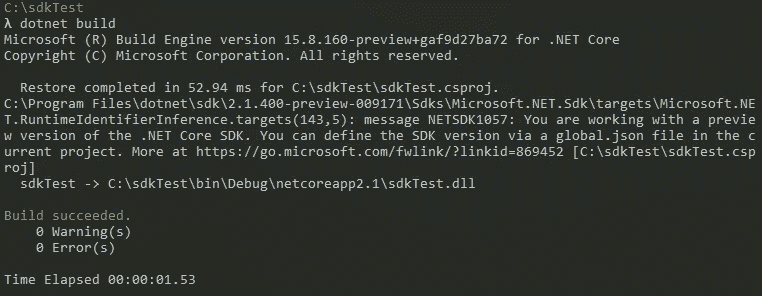 C:\sdkTest
λ dotnet build
Microsoft (R) Build Engine version 15.8.160-preview+gaf9d27ba72 for .NET Core
Copyright (C) Microsoft Corporation. All rights reserved.

  Restore completed in 52.94 ms for C:\sdkTest\sdkTest.csproj.
C:\Program Files\dotnet\sdk\2.1.400-preview-009171\Sdks\Microsoft.NET.Sdk\targets\Microsoft.NE
T.RuntimeIdentifierInference.targets(143,5): message NETSDK1057: You are working with a previe
w version of the .NET Core SDK. You can define the SDK version via a global.json file in the c
urrent project. More at https://go.microsoft.com/fwlink/?linkid=869452 [C:\sdkTest\sdkTest.csp
roj]
  sdkTest -> C:\sdkTest\bin\Debug\netcoreapp2.1\sdkTest.dll

Build succeeded.
    0 Warning(s)
    0 Error(s)

Time Elapsed 00:00:01.53